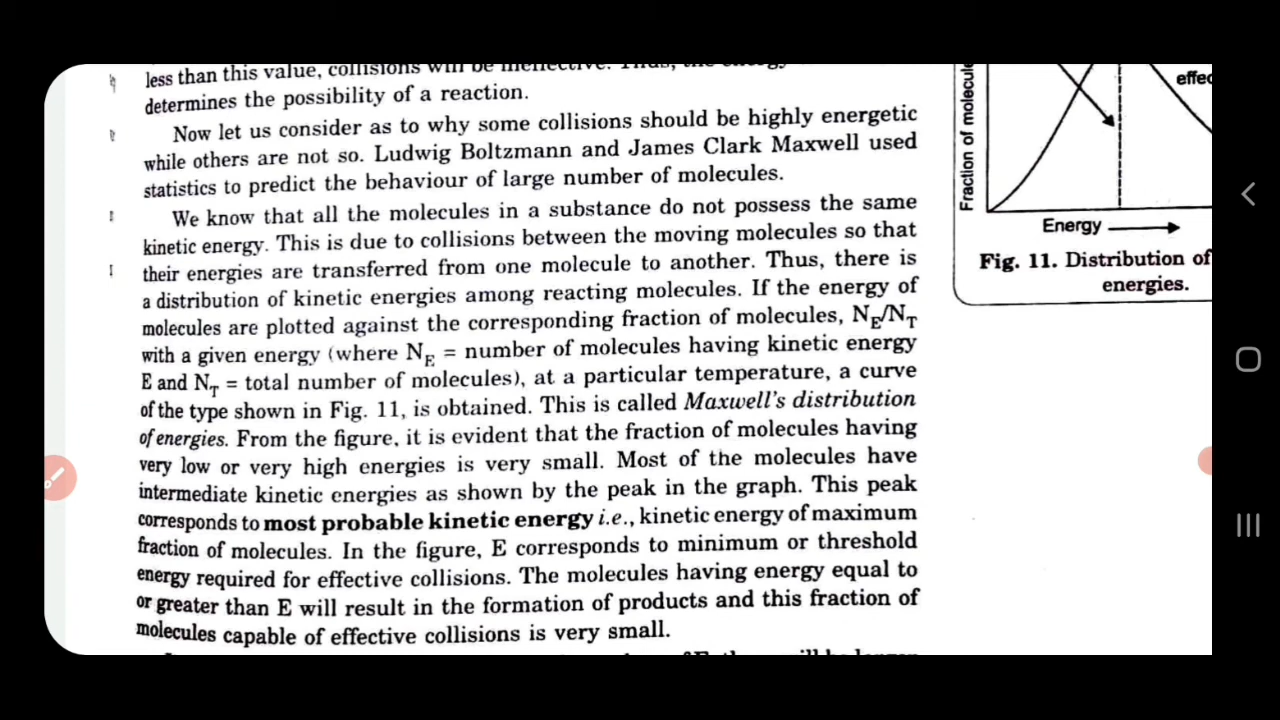 less than this value, collisions will be ineffective. Thus, the energy
determines the possibility of a reaction.
Now let us consider as to why some collisions should be highly energetic
while others are not so. Ludwig Boltzmann and James Clark Maxwell used
statistics to predict the behaviour of large number of molecules.
We know that all the molecules in a substance do not possess the same
kinetic energy. This is due to collisions between the moving molecules so that
their energies are transferred from one molecule to another. Thus, there is
a distribution of kinetic energies among reacting molecules. If the energy of
molecules are plotted against the corresponding fraction of molecules, N_E/N_T
with a given energy (where N_E = number of molecules having kinetic energy
E and N_T = total number of molecules), at a particular temperature, a curve
of the type shown in Fig. 11, is obtained. This is called Maxwell's distribution
of energies. From the figure, it is evident that the fraction of molecules having
very low or very high energies is very small. Most of the molecules have
intermediate kinetic energies as shown by the peak in the graph. This peak
corresponds to most probable kinetic energy i.e., kinetic energy of maximum
fraction of molecules. In the figure, E corresponds to minimum or threshold
energy required for effective collisions. The molecules having energy equal to
or greater than E will result in the formation of products and this fraction of
molecules capable of effective collisions is very small.
Fraction of molecule
effec
Energy
Fig. 11. Distribution of
energies.